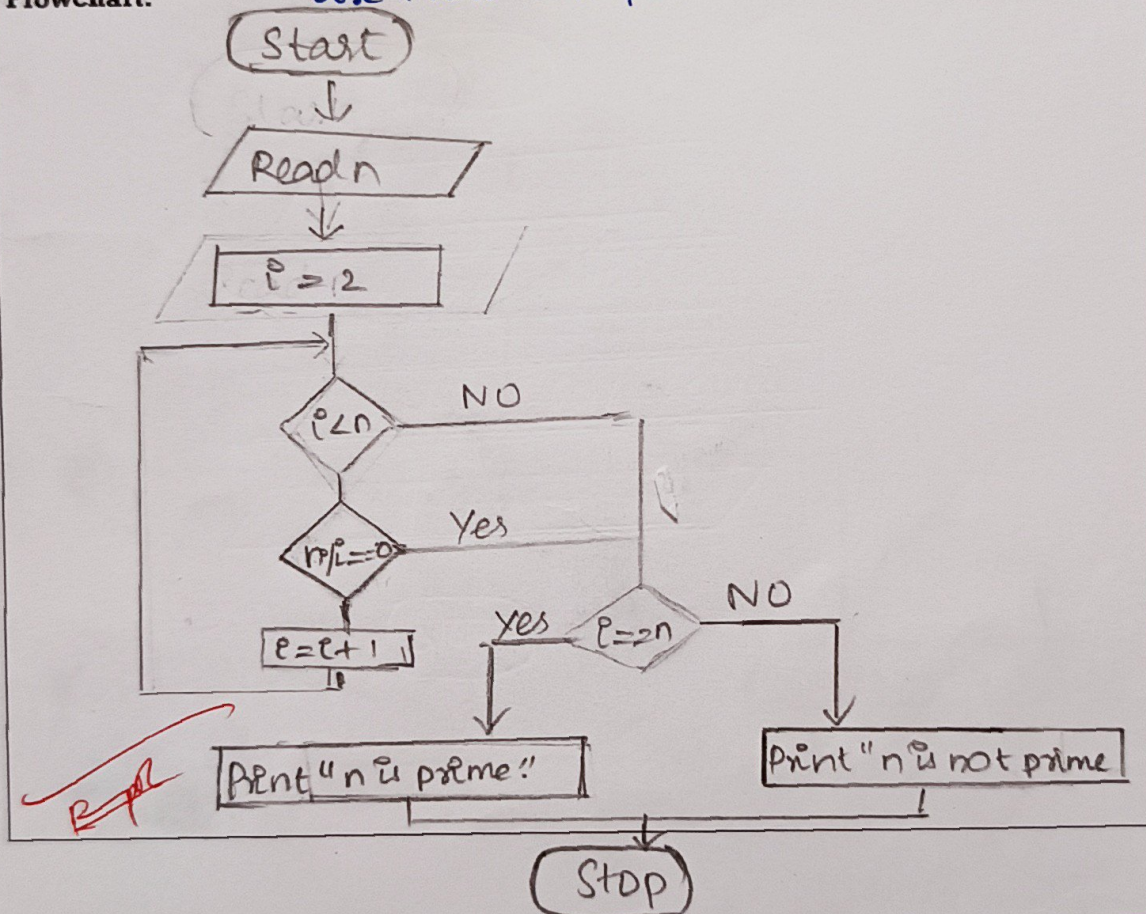 Flowchart:
Start
Read n
i = 2
i<n
NO
Yes
n/i==0
i=i+1
Yes
i==n
NO
Print "n is prime."
Print "n is not prime
Stop